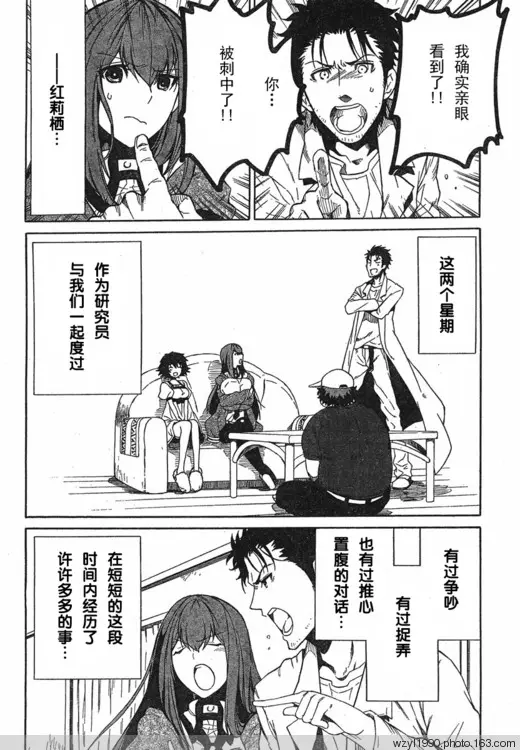 我确实亲眼
看到了!!
你…
被刺中了!!
——红莉栖。
这两个星期
作为研究员
与我们一起度过
有过争吵
有过捉弄
也有过推心
置腹的对话…
在短短的这段
时间内经历了
许许多多的事…
www.wzyl1990.photo.163.com